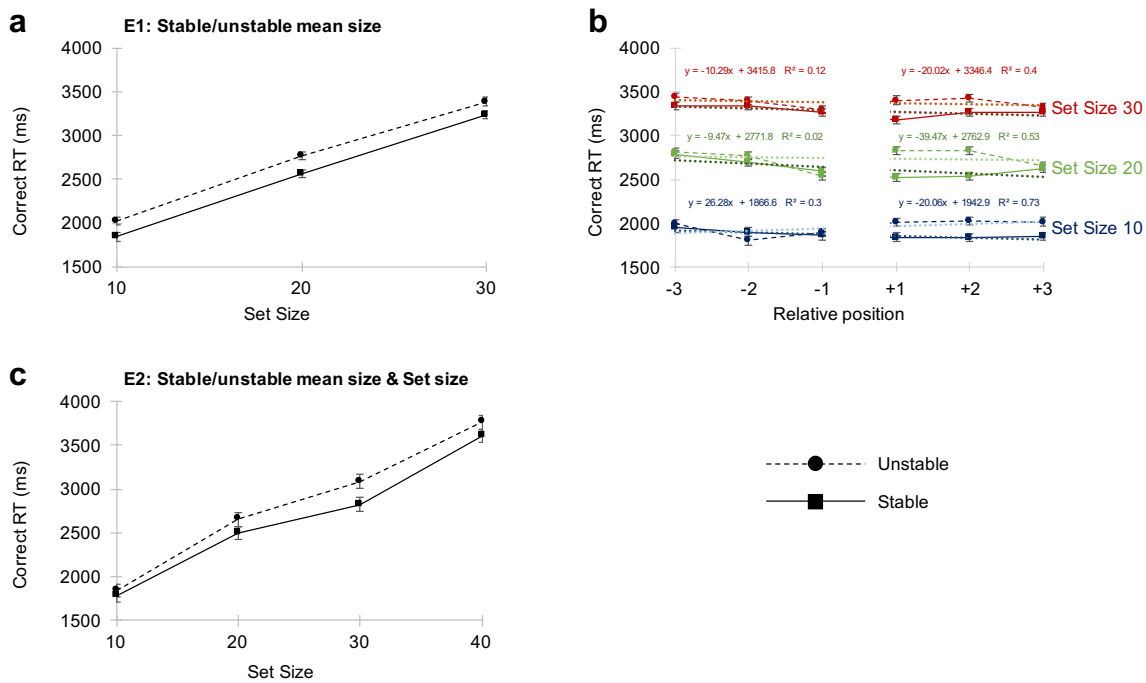 a
E1: Stable/unstable mean size
4000
3500
3000
2500
2000
1500
10
20
30
Correct RT (ms)
Set Size
b
4000
3500
3000
2500
2000
1500
Correct RT (ms)
y = -10.29x + 3415.8 R² = 0.12
y = -20.02x + 3346.4 R² = 0.4
Set Size 30
y = -9.47x + 2771.8 R² = 0.02
y = -39.47x + 2762.9 R² = 0.53
Set Size 20
y = 26.28x + 1866.6 R² = 0.3
y = -20.06x + 1942.9 R² = 0.73
Set Size 10
-3
-2
-1
+1
+2
+3
Relative position
c
E2: Stable/unstable mean size & Set size
4000
3500
3000
2500
2000
1500
10
20
30
40
Correct RT (ms)
Set Size
Unstable
Stable